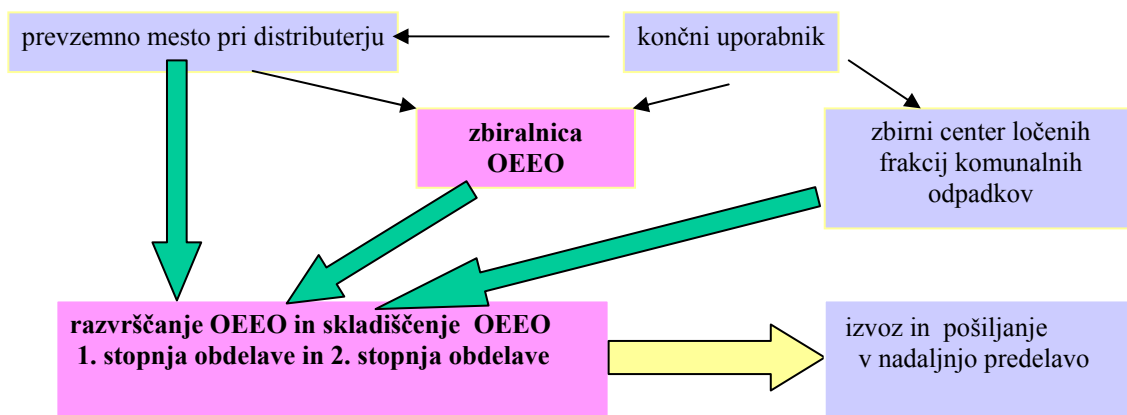 prevzemno mesto pri distributerju
končni uporabnik
zbiralnica
OEEO
zbirni center ločenih
frakcij komunalnih
odpadkov
razvrščanje OEEO in skladiščenje OEEO
1. stopnja obdelave in 2. stopnja obdelave
izvoz in pošiljanje
v nadaljnjo predelavo